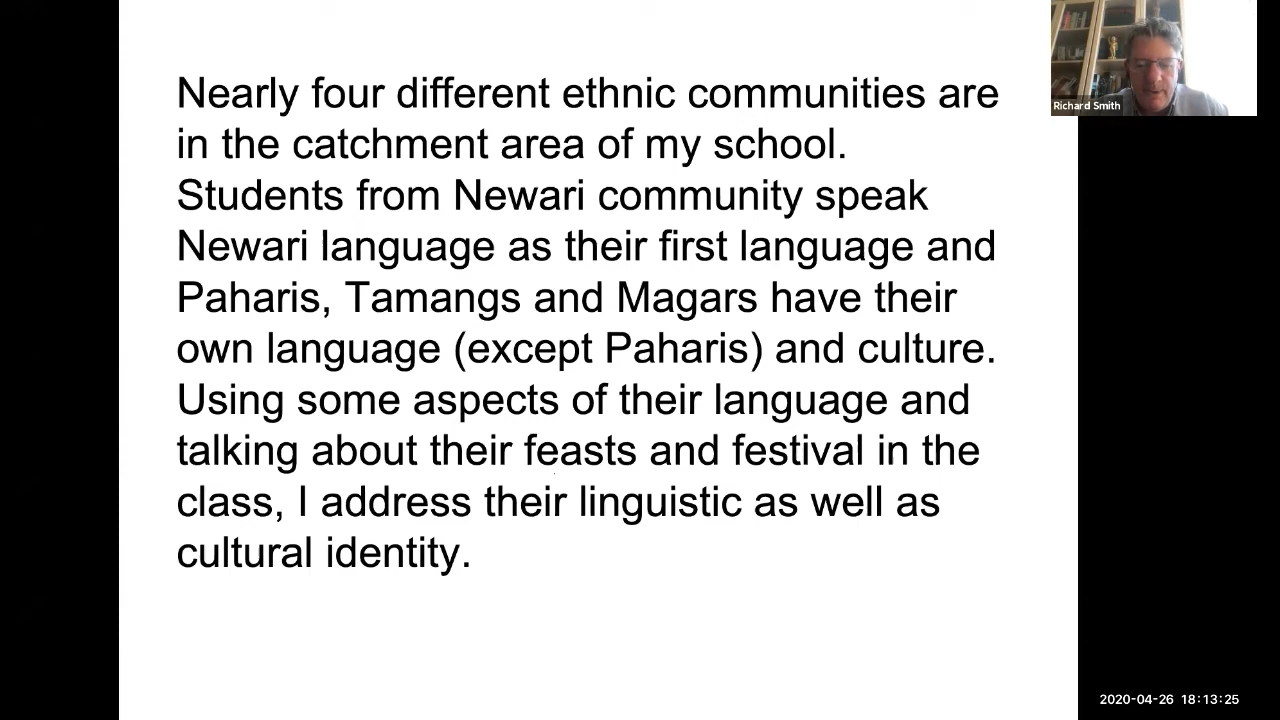 Nearly four different ethnic communities are
in the catchment area of my school.
Students from Newari community speak
Newari language as their first language and
Paharis, Tamangs and Magars have their
own language (except Paharis) and culture.
Using some aspects of their language and
talking about their feasts and festival in the
class, I address their linguistic as well as
cultural identity.
Richard Smith
2020-04-26 18:13:25